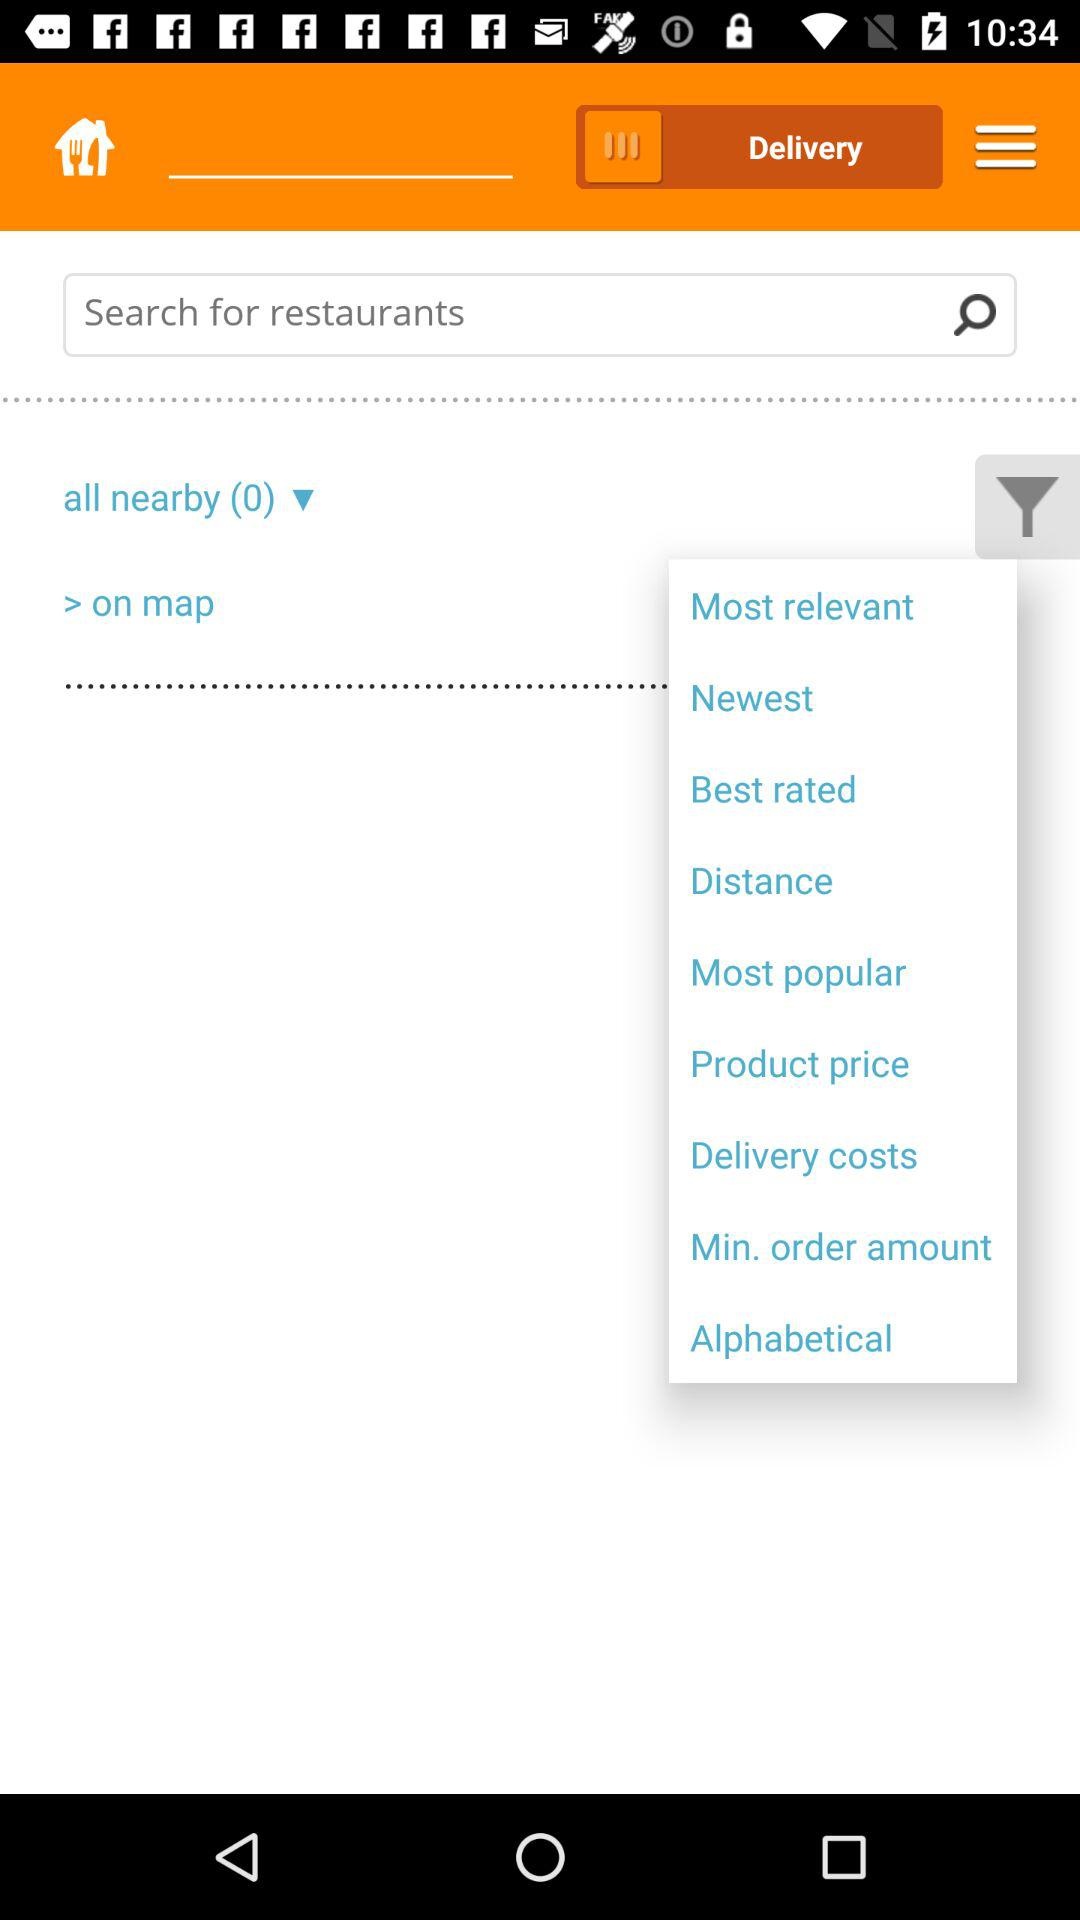 FAKE
10:34
Delivery
Search for restaurants
all nearby (0) ▼
> on map
Most relevant
Newest
Best rated
Distance
Most popular
Product price
Delivery costs
Min. order amount
Alphabetical